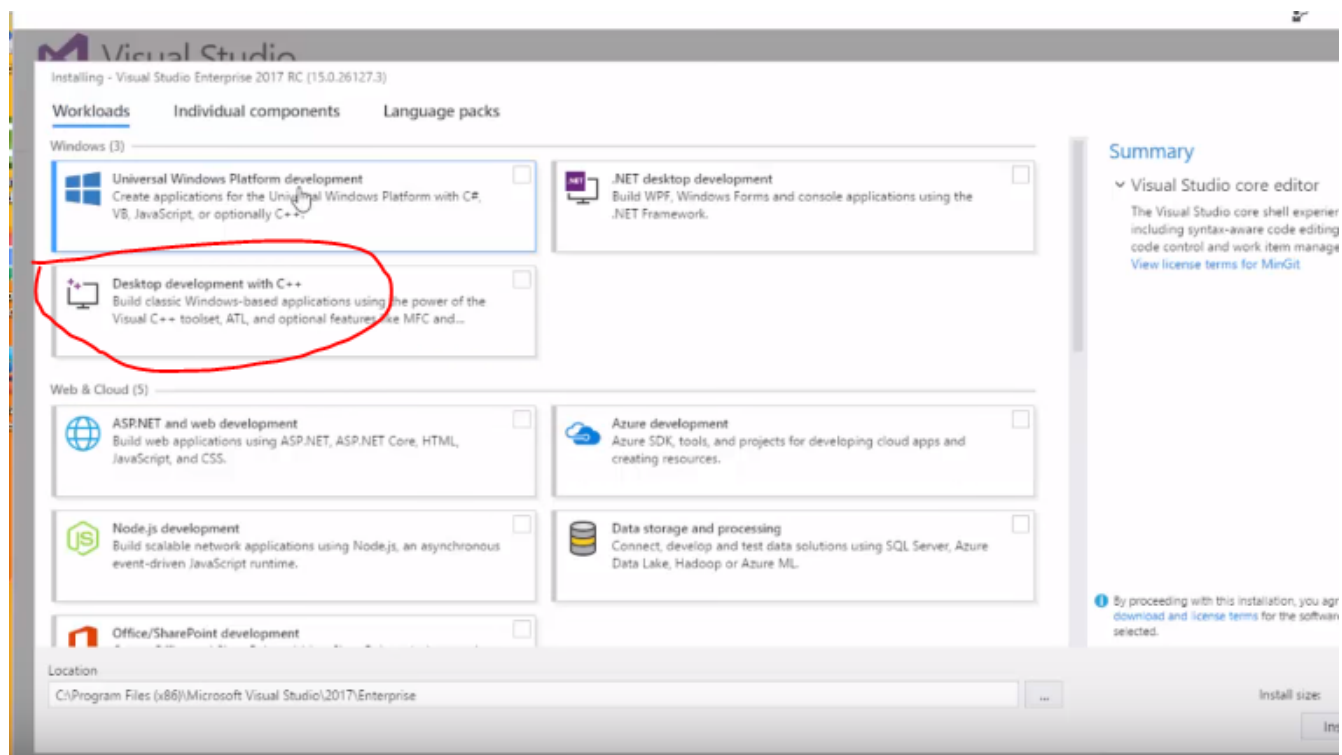 Visual Studio
Installing - Visual Studio Enterprise 2017 RC (15.0.26127.3)
Workloads Individual components Language packs
Windows (3)
Universal Windows Platform development
Create applications for the Universal Windows Platform with C#,
VB, JavaScript, or optionally C++.
.NET desktop development
Build WPF, Windows Forms and console applications using the
.NET Framework.
Desktop development with C++
Build classic Windows-based applications using the power of the
Visual C++ toolset, ATL, and optional features like MFC and...
Web & Cloud (5)
ASP.NET and web development
Build web applications using ASP.NET, ASP.NET Core, HTML,
JavaScript, and CSS.
Azure development
Azure SDK, tools, and projects for developing cloud apps and
creating resources.
Node.js development
Build scalable network applications using Node.js, an asynchronous
event-driven JavaScript runtime.
Data storage and processing
Connect, develop and test data solutions using SQL Server, Azure
Data Lake, Hadoop or Azure ML.
Office/SharePoint development
Summary
Visual Studio core editor
The Visual Studio core shell
including syntax-aware code editing
code control and work item
View license terms for MinGit
By proceeding with this installation, you
download and license terms for the
selected.
Location
C:\Program Files (x86)\Microsoft Visual Studio\2017\Enterprise
...
Install size: